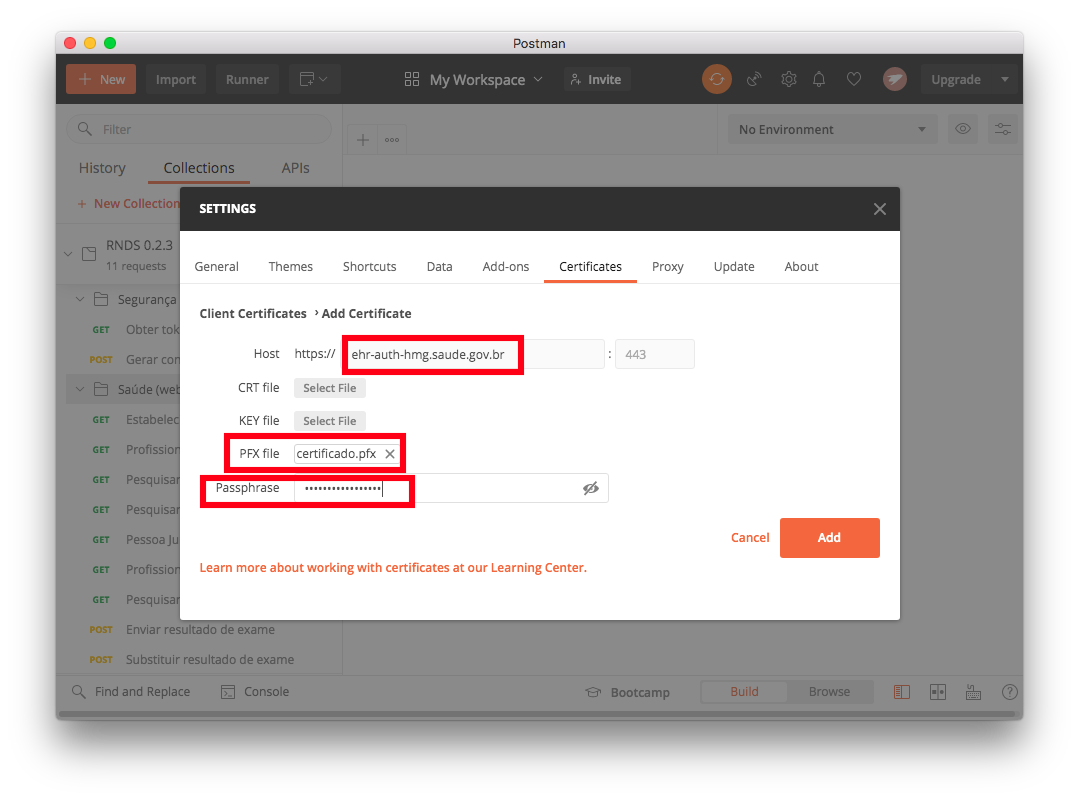 Postman
New Import Runner My Workspace Invite Upgrade
Filter
No Environment
History Collections APIs
New Collection
RNDS 0.2.3
11 requests
Segurança
GET Obter tok
POST Gerar con
Saúde (web
GET Estabelec
GET Profission
GET Pesquisar
GET Pesquisar
GET Pessoa Ju
GET Profission
GET Pesquisar
POST Enviar resultado de exame
POST Substituir resultado de exame
SETTINGS
General Themes Shortcuts Data Add-ons Certificates Proxy Update About
Client Certificates › Add Certificate
Host https:// ehr-auth-hmg.saude.gov.br : 443
CRT file Select File
KEY file Select File
PFX file certificado.pfx
Passphrase •••••••••••••••••
Cancel Add
Learn more about working with certificates at our Learning Center.
Find and Replace Console Bootcamp Build Browse